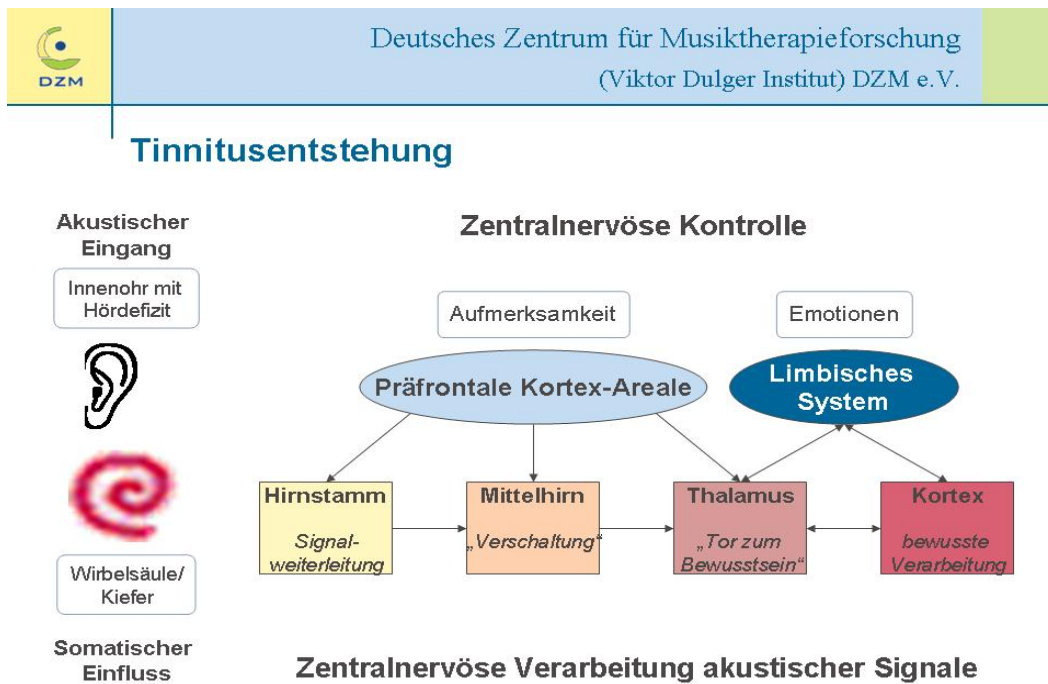 DZM
Deutsches Zentrum für Musiktherapieforschung
(Viktor Dulger Institut) DZM e.V.
Tinnitusentstehung
Akustischer
Eingang
Innenohr mit
Hördefizit
Wirbelsäule/
Kiefer
Somatischer
Einfluss
Zentralnervöse Kontrolle
Aufmerksamkeit
Emotionen
Präfrontale Kortex-Areale
Limbisches
System
Hirnstamm
Signal-
weiterleitung
Mittelhirn
„Verschaltung“
Thalamus
„Tor zum
Bewusstsein“
Kortex
bewusste
Verarbeitung
Zentralnervöse Verarbeitung akustischer Signale